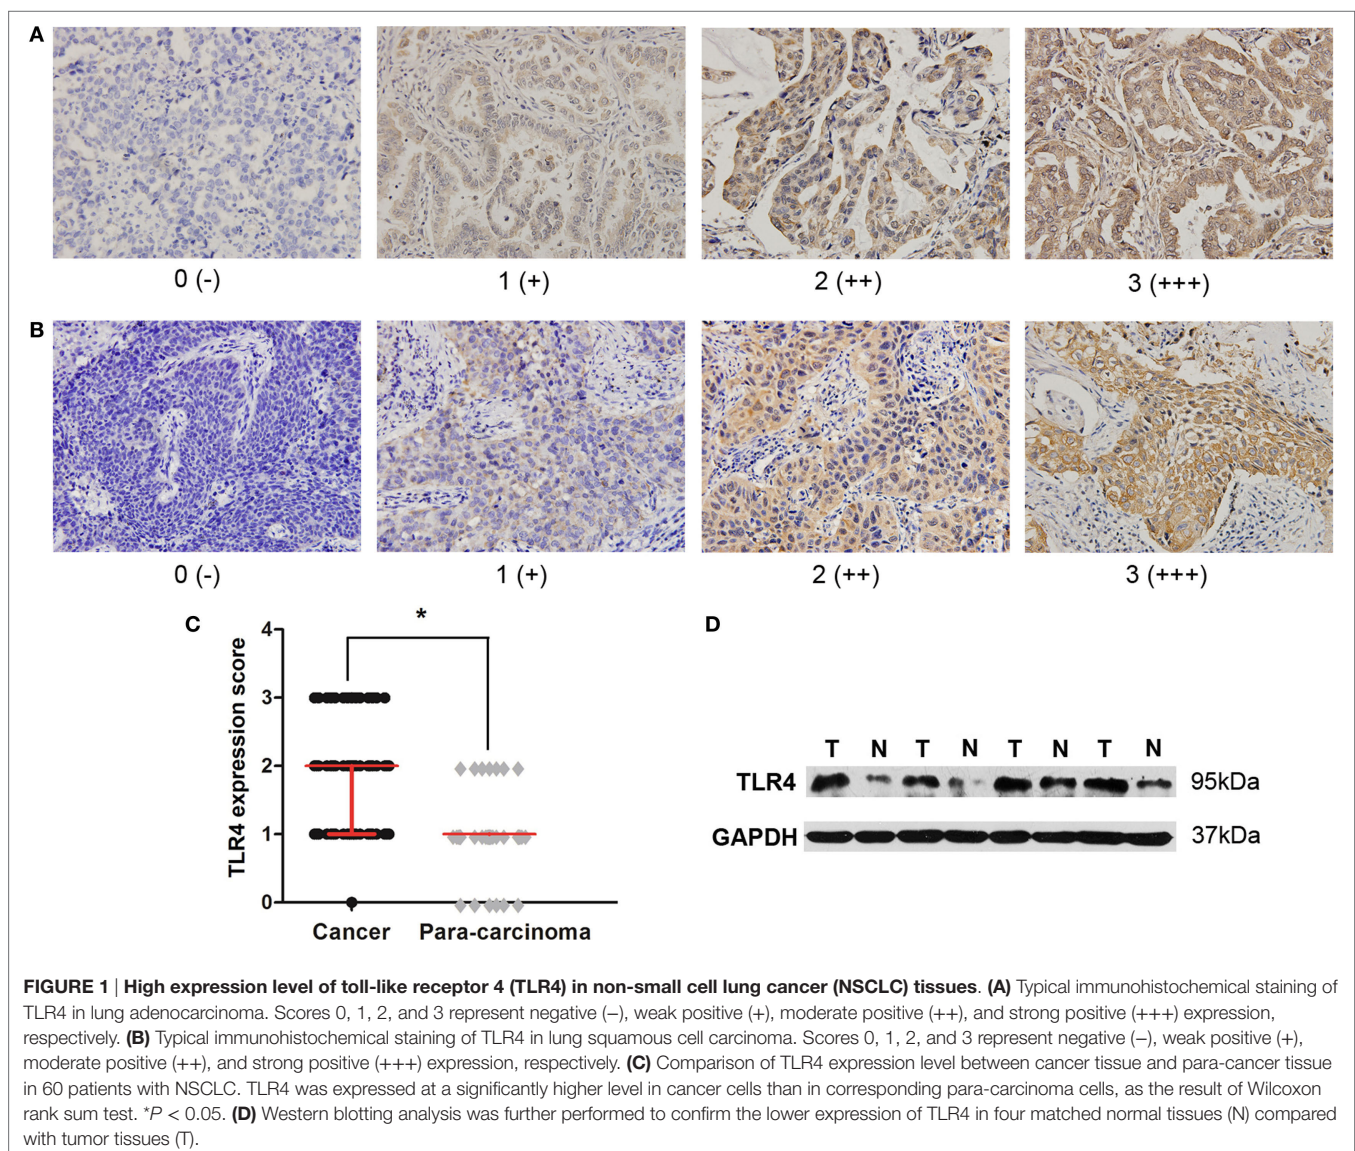 A
0 (-)
1 (+)
2 (++)
3 (+++)
B
0 (-)
1 (+)
2 (++)
3 (+++)
C
*
TLR4 expression score
4
3
2
1
0
Cancer
Para-carcinoma
D
T N T N T N T N
TLR4
95kDa
GAPDH
37kDa
FIGURE 1 | High expression level of toll-like receptor 4 (TLR4) in non-small cell lung cancer (NSCLC) tissues. (A) Typical immunohistochemical staining of
TLR4 in lung adenocarcinoma. Scores 0, 1, 2, and 3 represent negative (−), weak positive (+), moderate positive (++), and strong positive (+++) expression,
respectively. (B) Typical immunohistochemical staining of TLR4 in lung squamous cell carcinoma. Scores 0, 1, 2, and 3 represent negative (−), weak positive (+),
moderate positive (++), and strong positive (+++) expression, respectively. (C) Comparison of TLR4 expression level between cancer tissue and para-cancer tissue
in 60 patients with NSCLC. TLR4 was expressed at a significantly higher level in cancer cells than in corresponding para-carcinoma cells, as the result of Wilcoxon
rank sum test. *P < 0.05. (D) Western blotting analysis was further performed to confirm the lower expression of TLR4 in four matched normal tissues (N) compared
with tumor tissues (T).